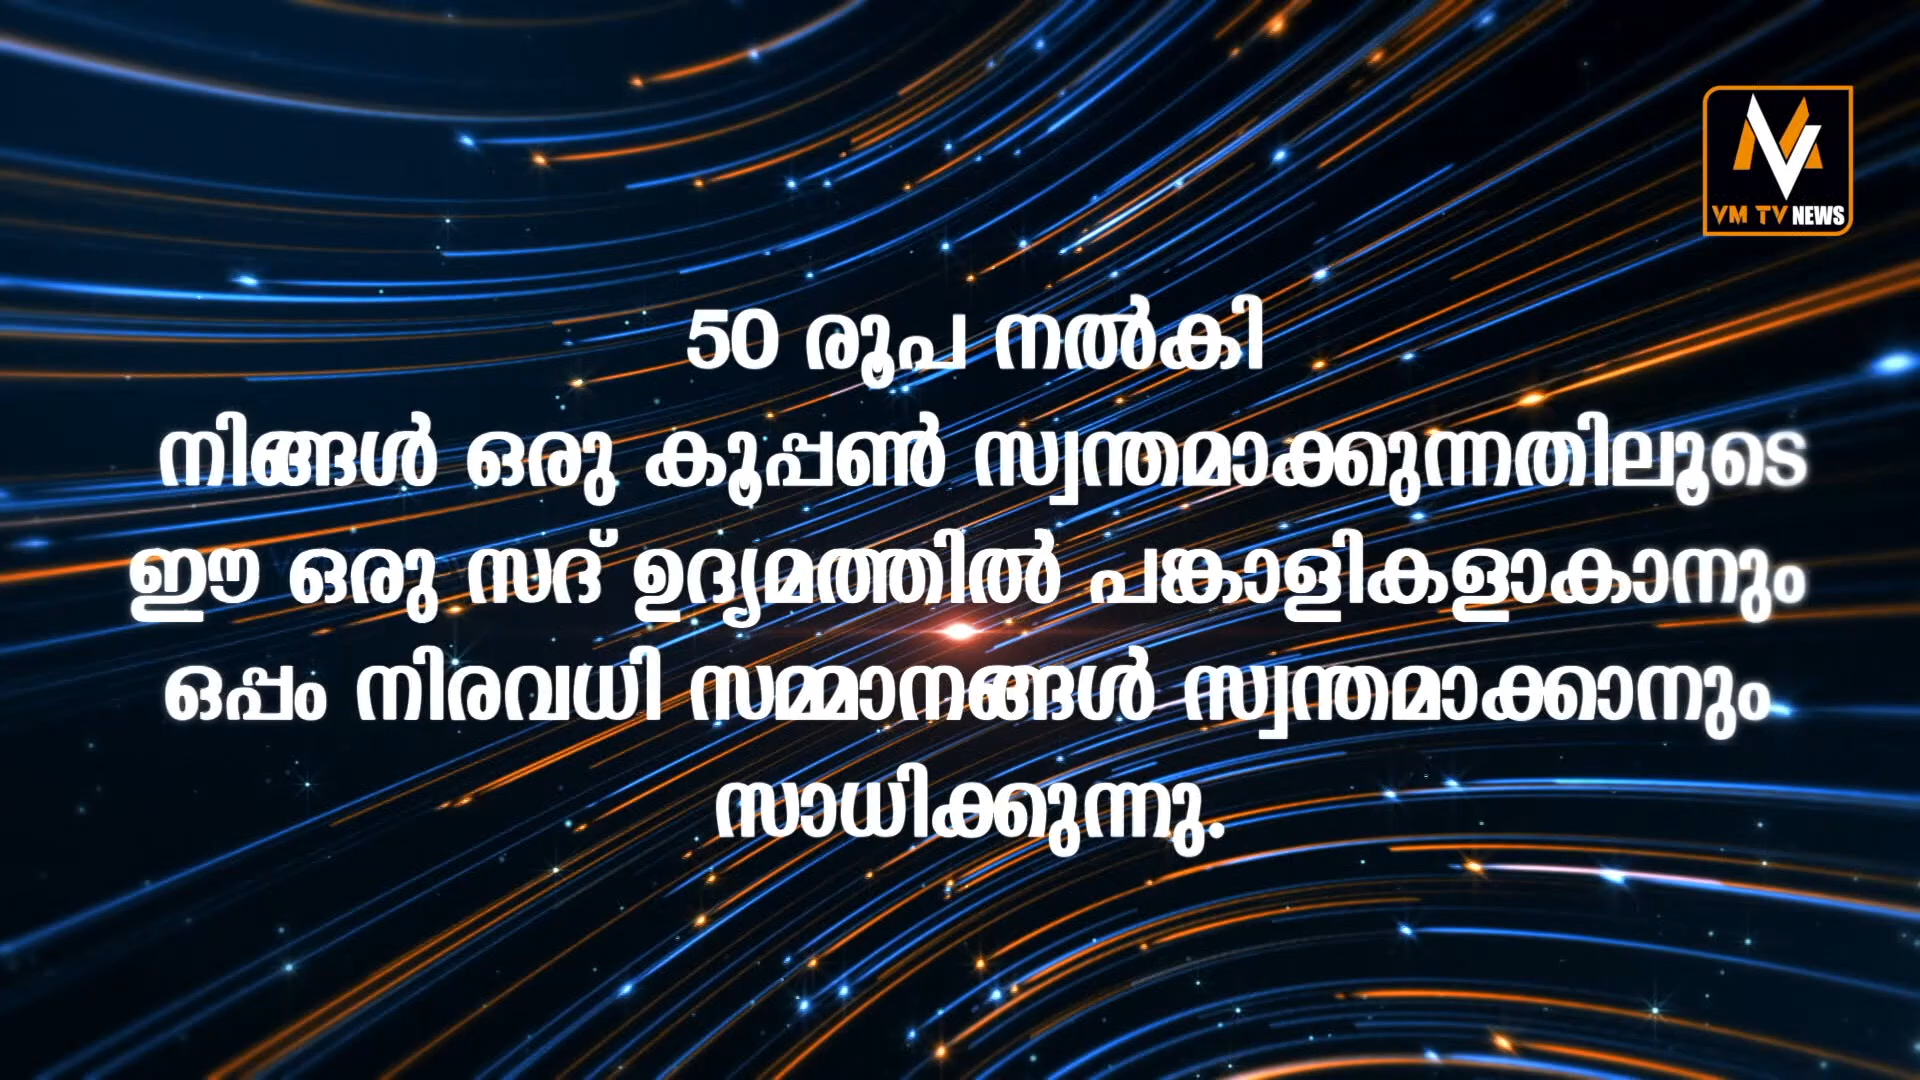 VM TV NEWS
50 രൂപ നൽകി
നിങ്ങൾ ഒരു കൂപ്പൺ സ്വന്തമാക്കുന്നതിലൂടെ
ഈ ഒരു സദ് ഉദ്യമത്തിൽ പങ്കാളികളാകാനും
ഒപ്പം നിരവധി സമ്മാനങ്ങൾ സ്വന്തമാക്കാനും
സാധിക്കുന്നു.